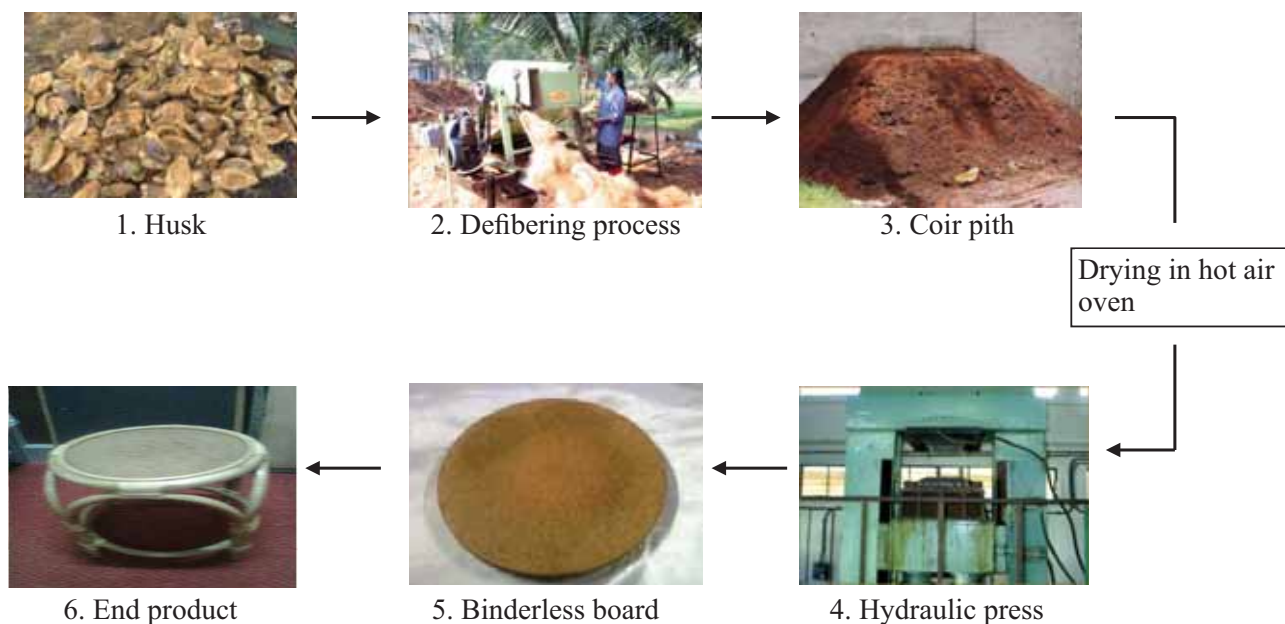 1. Husk
2. Defibering process
3. Coir pith
Drying in hot air
oven
6. End product
5. Binderless board
4. Hydraulic press